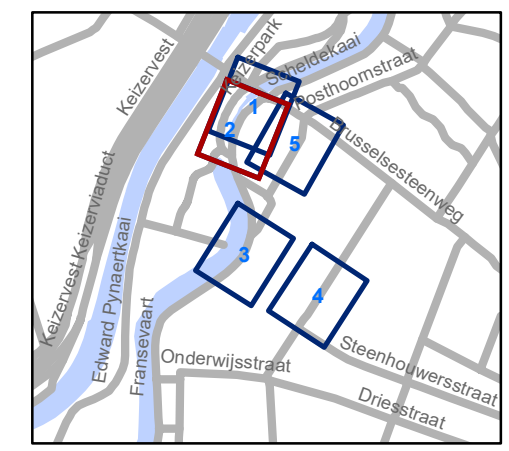 Keizervest
Keizerpark
Scheldekaai
Posthoornstraat
Brusselsesteenweg
1
2
5
3
4
Keizervest Keizerviaduct
Edward Pynaertkaai
Fransevaart
Onderwijsstraat
Steenhouwersstraat
Driesstraat